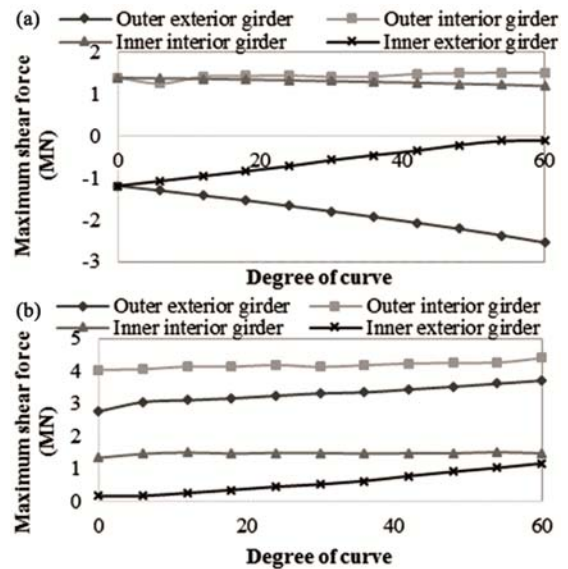 (a)
Outer exterior girder
Outer interior girder
Inner interior girder
Inner exterior girder
Maximum shear force
(MN)
2
1
0
-1
-2
-3
0
20
40
60
Degree of curve
(b)
Outer exterior girder
Outer interior girder
Inner interior girder
Inner exterior girder
Maximum shear force
(MN)
5
4
3
2
1
0
0
20
40
60
Degree of curve